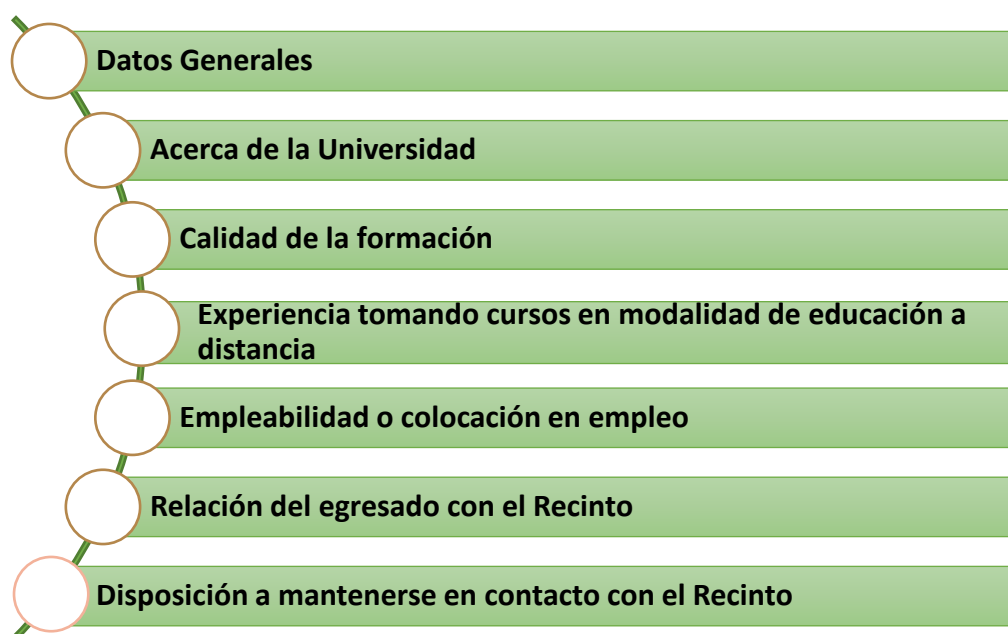 Datos Generales
Acerca de la Universidad
Calidad de la formación
Experiencia tomando cursos en modalidad de educación a
distancia
Empleabilidad o colocación en empleo
Relación del egresado con el Recinto
Disposición a mantenerse en contacto con el Recinto